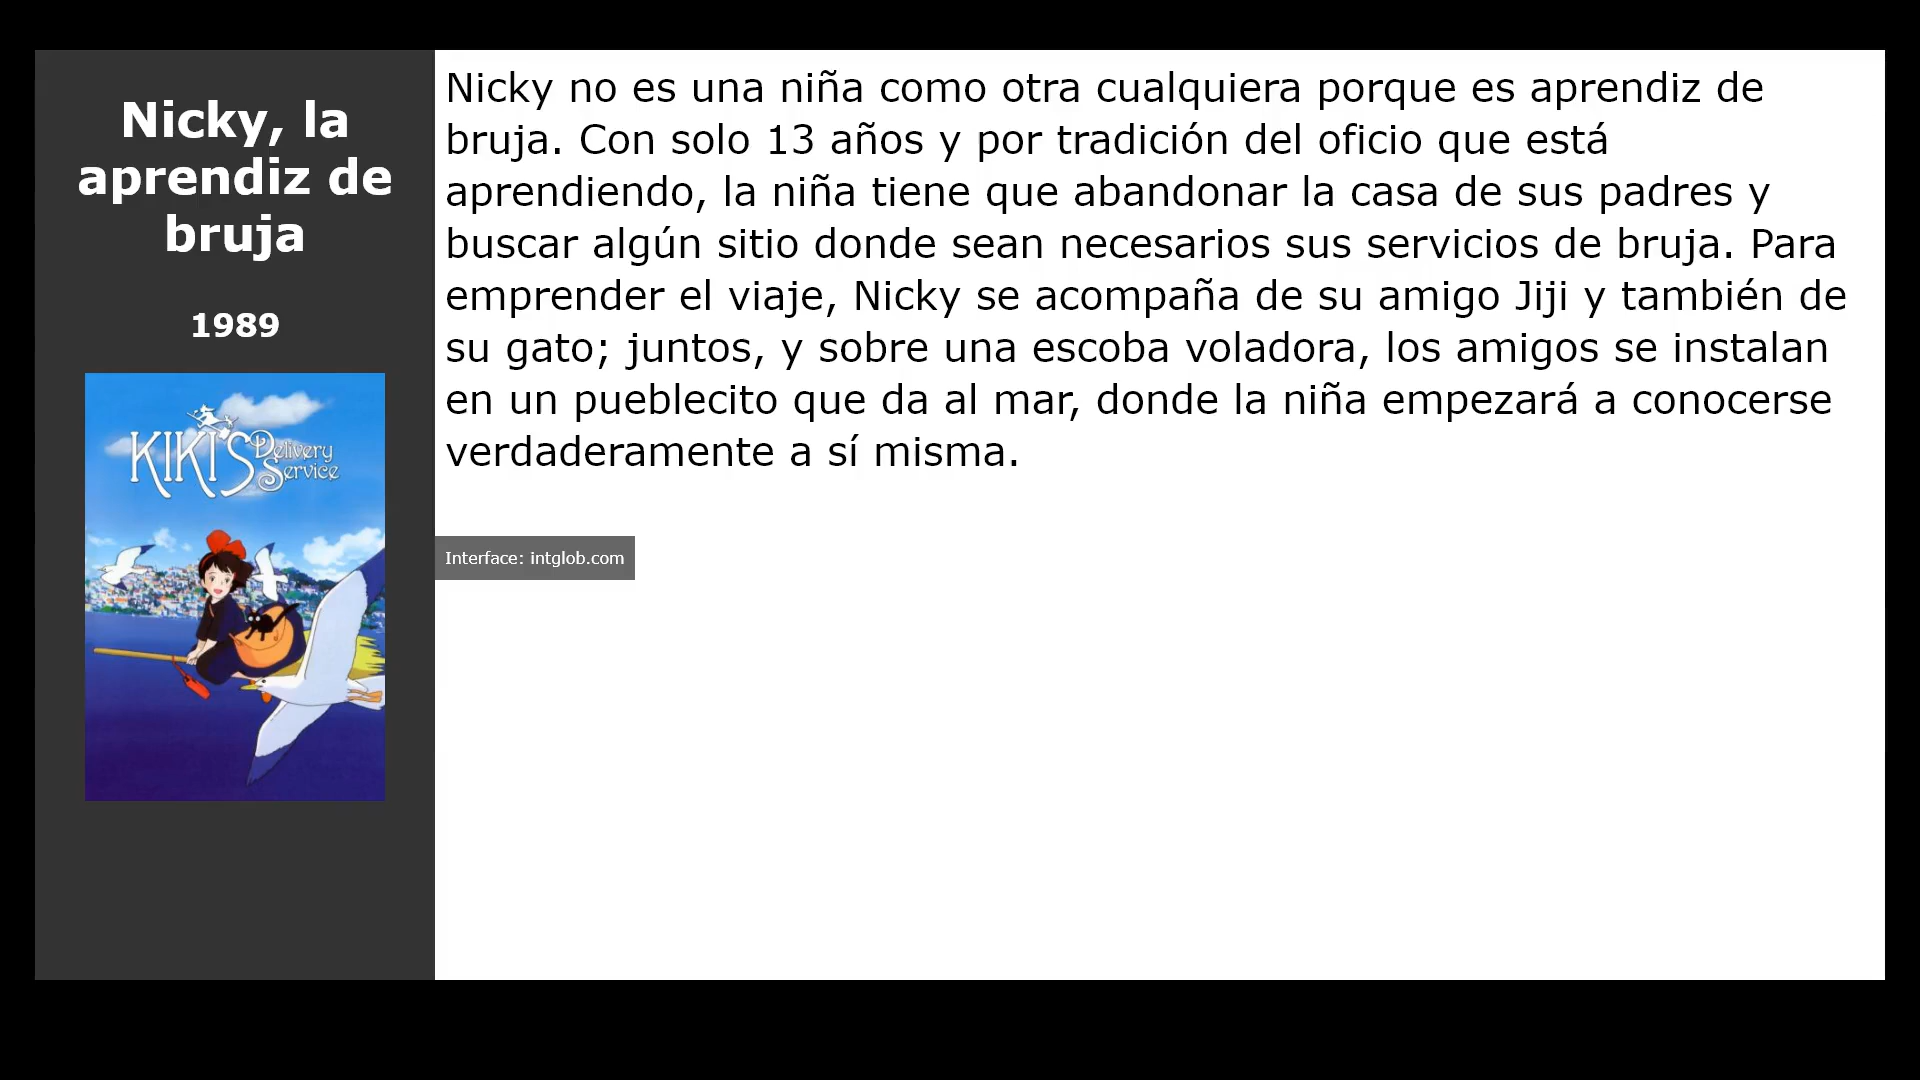 Nicky, la
aprendiz de
bruja
1989
KIKI'S Delivery
Service
Nicky no es una niña como otra cualquiera porque es aprendiz de
bruja. Con solo 13 años y por tradición del oficio que está
aprendiendo, la niña tiene que abandonar la casa de sus padres y
buscar algún sitio donde sean necesarios sus servicios de bruja. Para
emprender el viaje, Nicky se acompaña de su amigo Jiji y también de
su gato; juntos, y sobre una escoba voladora, los amigos se instalan
en un pueblecito que da al mar, donde la niña empezará a conocerse
verdaderamente a sí misma.
Interface: intglob.com